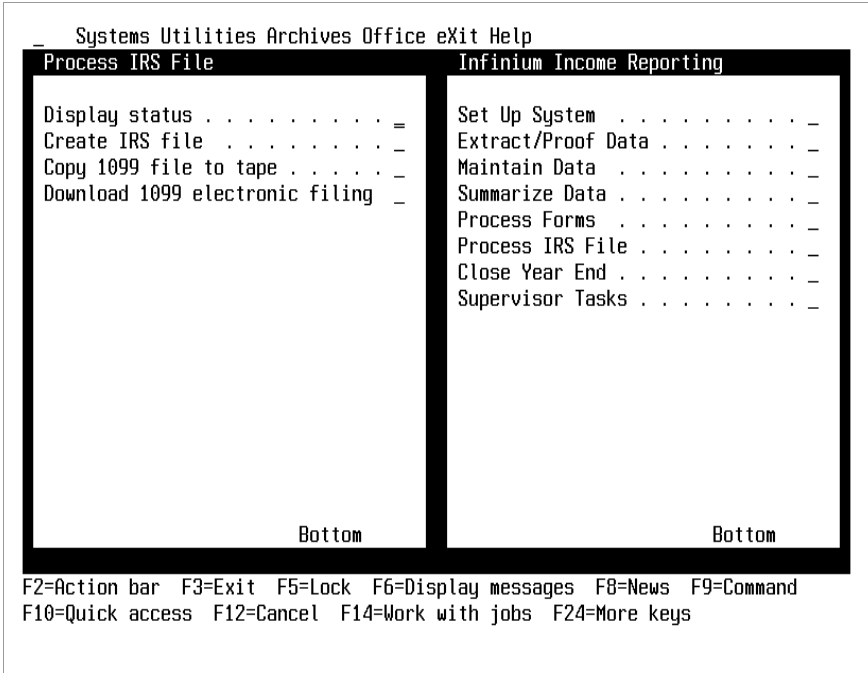 _ Systems Utilities Archives Office eXit Help
Process IRS File
Display status . . . . . . . . . _
Create IRS file . . . . . . . . _
Copy 1099 file to tape . . . . . _
Download 1099 electronic filing _
Bottom
Infinium Income Reporting
Set Up System . . . . . . . . . _
Extract/Proof Data . . . . . . . _
Maintain Data . . . . . . . . . _
Summarize Data . . . . . . . . . _
Process Forms . . . . . . . . . _
Process IRS File . . . . . . . . _
Close Year End . . . . . . . . . _
Supervisor Tasks . . . . . . . . _
Bottom
F2=Action bar F3=Exit F5=Lock F6=Display messages F8=News F9=Command
F10=Quick access F12=Cancel F14=Work with jobs F24=More keys